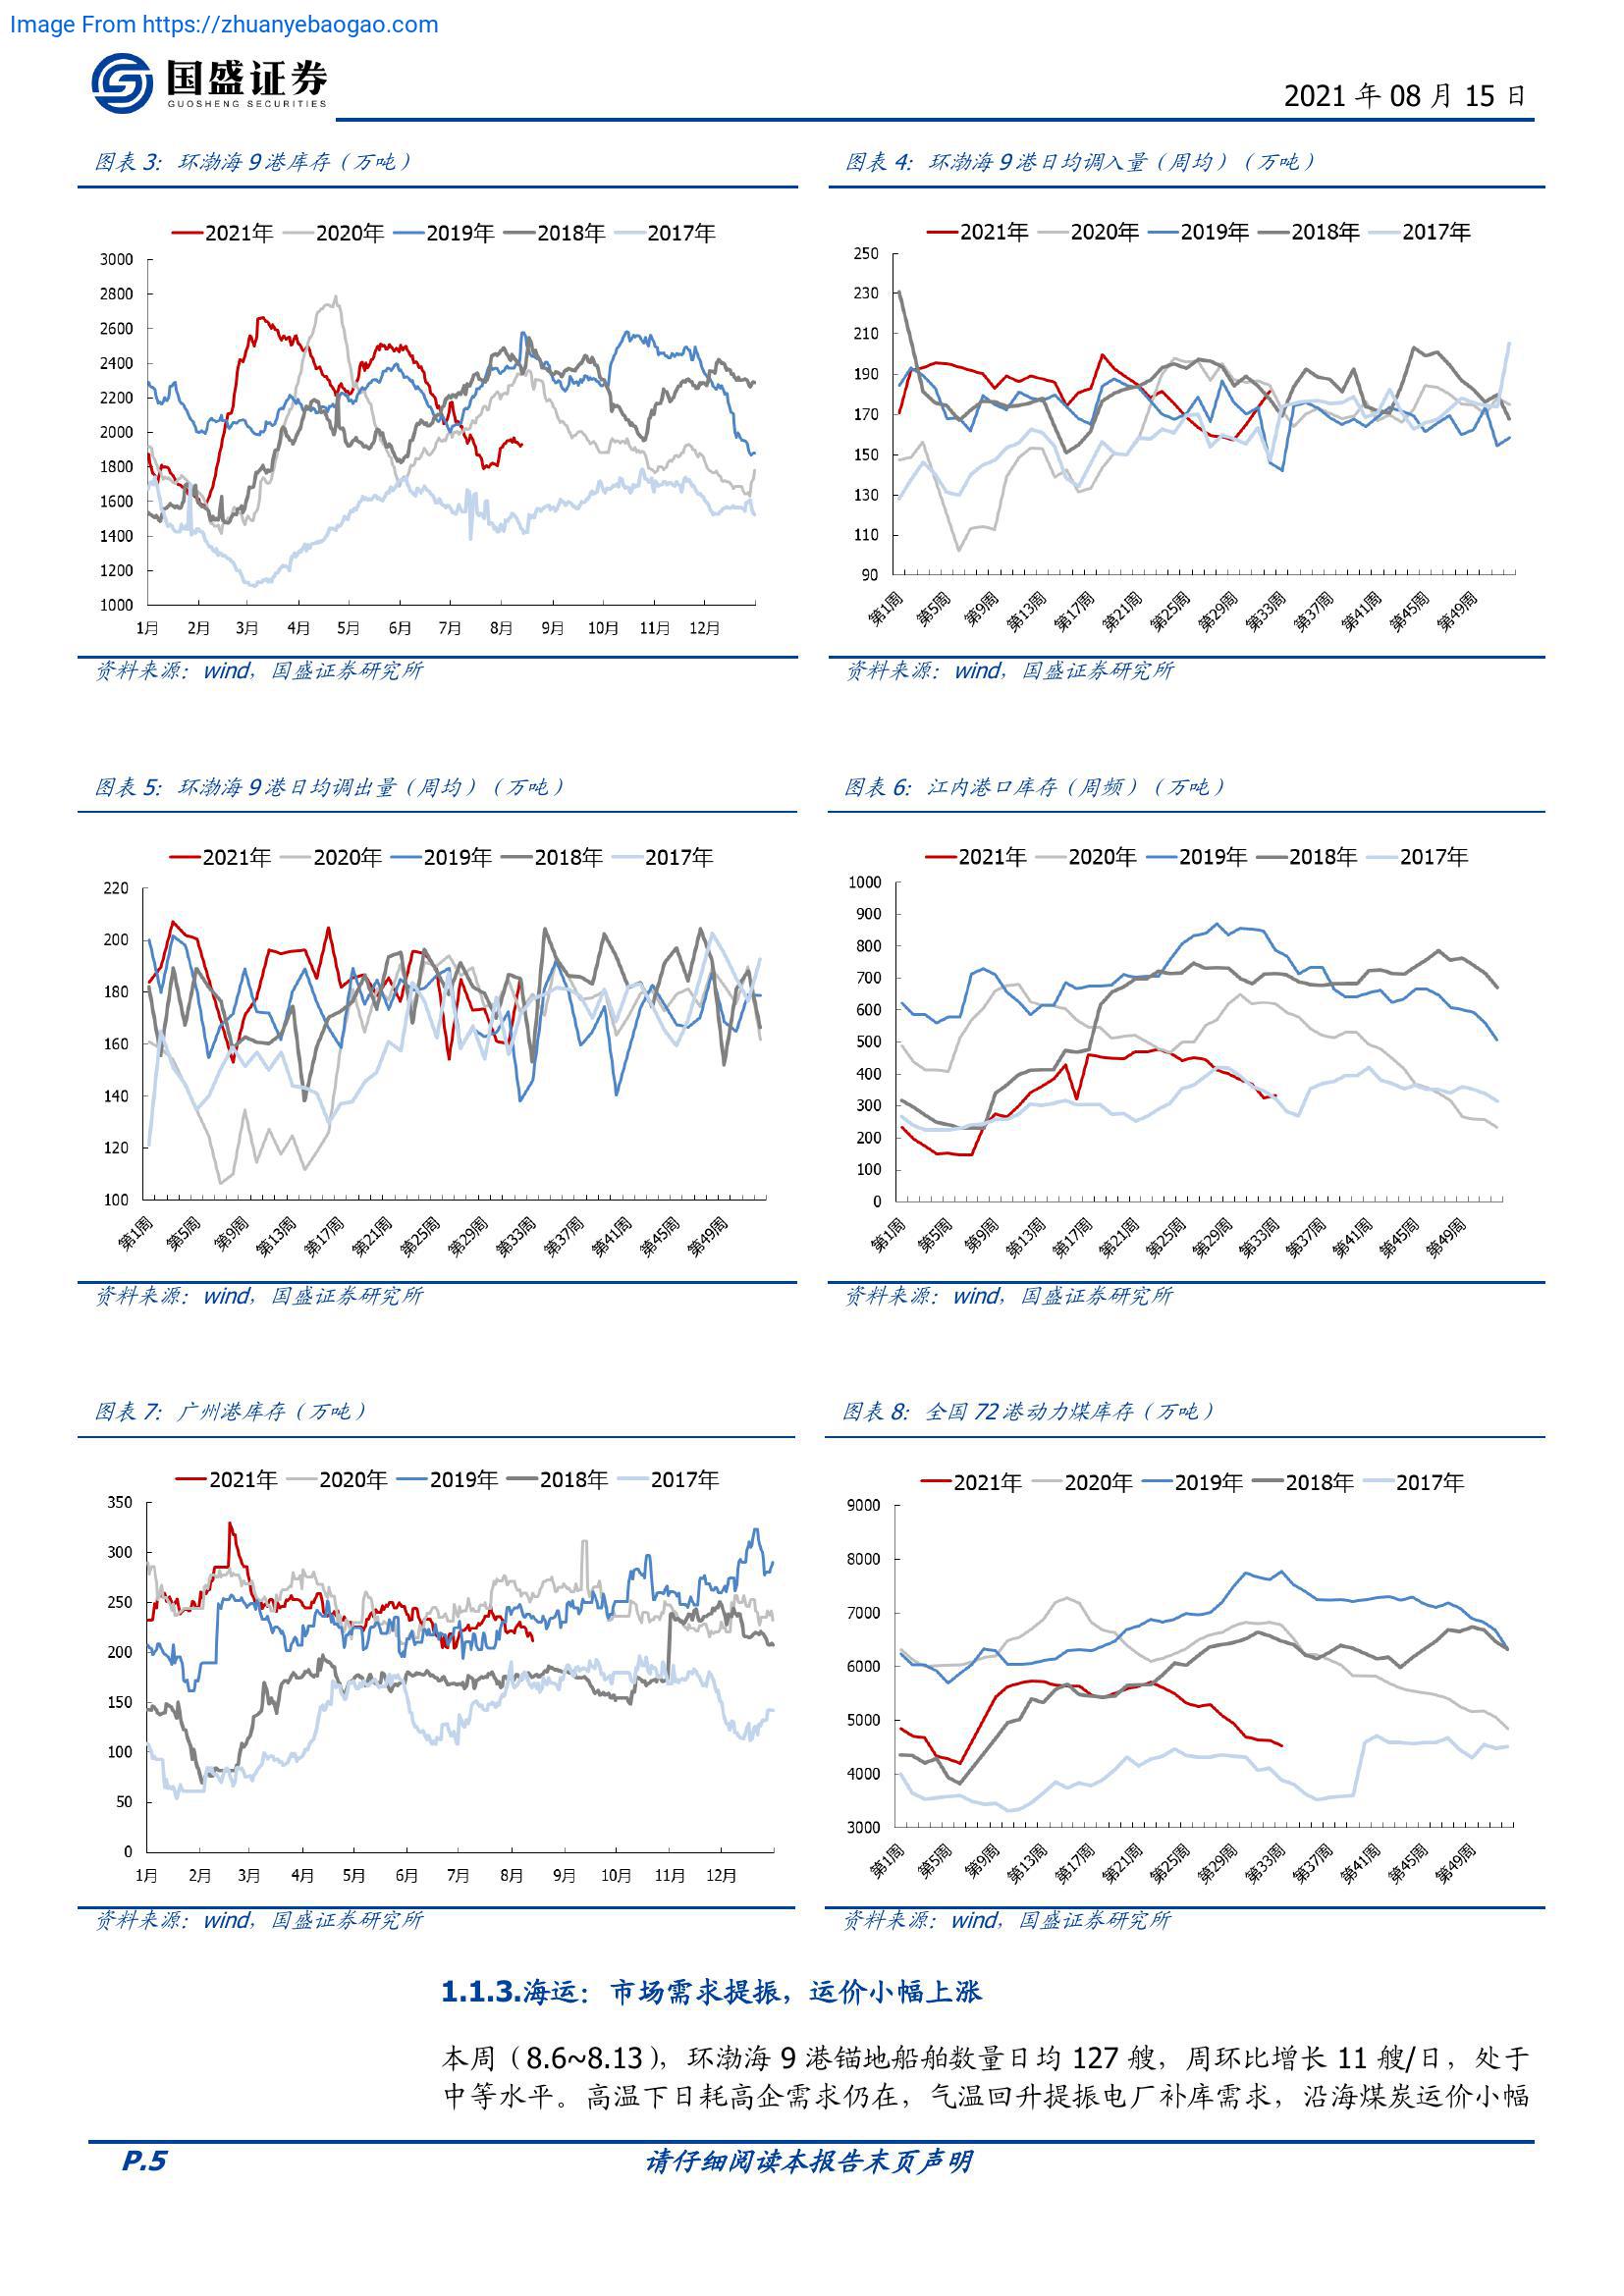 Image From https://zhuanyebaogao.com
国盛证券
GUOSHENG SECURITIES
2021 年 08 月 15 日
图表 3: 环渤海 9 港库存（万吨）
2021年 2020年 2019年 2018年 2017年
3000
2800
2600
2400
2200
2000
1800
1600
1400
1200
1000
1月 2月 3月 4月 5月 6月 7月 8月 9月 10月 11月 12月
资料来源：wind，国盛证券研究所
图表 4: 环渤海 9 港日均调入量（周均）（万吨）
2021年 2020年 2019年 2018年 2017年
250
230
210
190
170
150
130
110
90
第1周 第5周 第9周 第13周 第17周 第21周 第25周 第29周 第33周 第37周 第41周 第45周 第49周
资料来源：wind，国盛证券研究所
图表 5: 环渤海 9 港日均调出量（周均）（万吨）
2021年 2020年 2019年 2018年 2017年
220
200
180
160
140
120
100
第1周 第5周 第9周 第13周 第17周 第21周 第25周 第29周 第33周 第37周 第41周 第45周 第49周
资料来源：wind，国盛证券研究所
图表 6: 江内港口库存（周频）（万吨）
2021年 2020年 2019年 2018年 2017年
1000
900
800
700
600
500
400
300
200
100
0
第1周 第5周 第9周 第13周 第17周 第21周 第25周 第29周 第33周 第37周 第41周 第45周 第49周
资料来源：wind，国盛证券研究所
图表 7: 广州港库存（万吨）
2021年 2020年 2019年 2018年 2017年
350
300
250
200
150
100
50
0
1月 2月 3月 4月 5月 6月 7月 8月 9月 10月 11月 12月
资料来源：wind，国盛证券研究所
图表 8: 全国 72 港动力煤库存（万吨）
2021年 2020年 2019年 2018年 2017年
9000
8000
7000
6000
5000
4000
3000
第1周 第5周 第9周 第13周 第17周 第21周 第25周 第29周 第33周 第37周 第41周 第45周 第49周
资料来源：wind，国盛证券研究所
1.1.3.海运：市场需求提振，运价小幅上涨
本周（8.6~8.13），环渤海 9 港锚地船舶数量日均 127 艘，周环比增长 11 艘/日，处于
中等水平。高温下日耗高企需求仍在，气温回升提振电厂补库需求，沿海煤炭运价小幅
P.5
请仔细阅读本报告末页声明